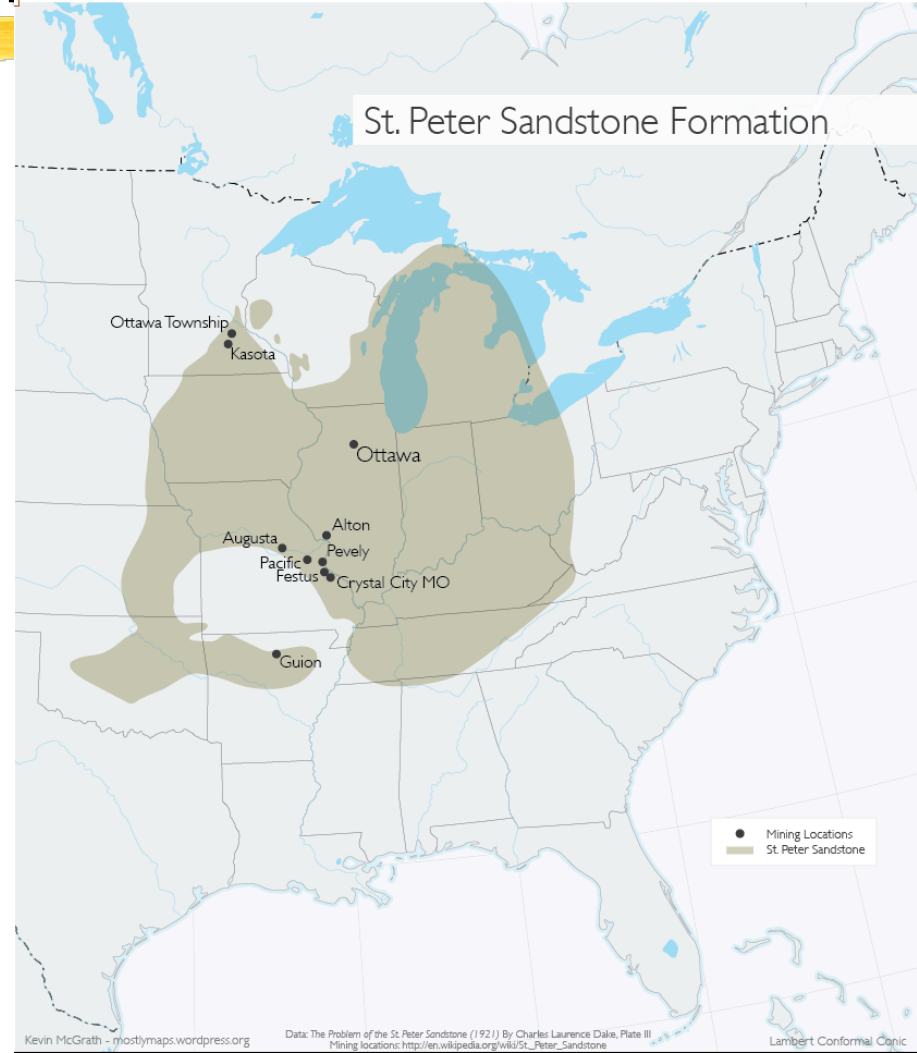 St. Peter Sandstone Formation
Ottawa Township
Kasota
Ottawa
Alton
Augusta
Pevely
Pacific
Festus
Crystal City MO
Guion
Mining Locations
St. Peter Sandstone
Kevin McGrath - mostlymaps.wordpress.org
Data: The Problem of the St. Peter Sandstone (1921) By Charles Laurence Dake, Plate III
Mining locations: http://en.wikipedia.org/wiki/St._Peter_Sandstone
Lambert Conformal Conic